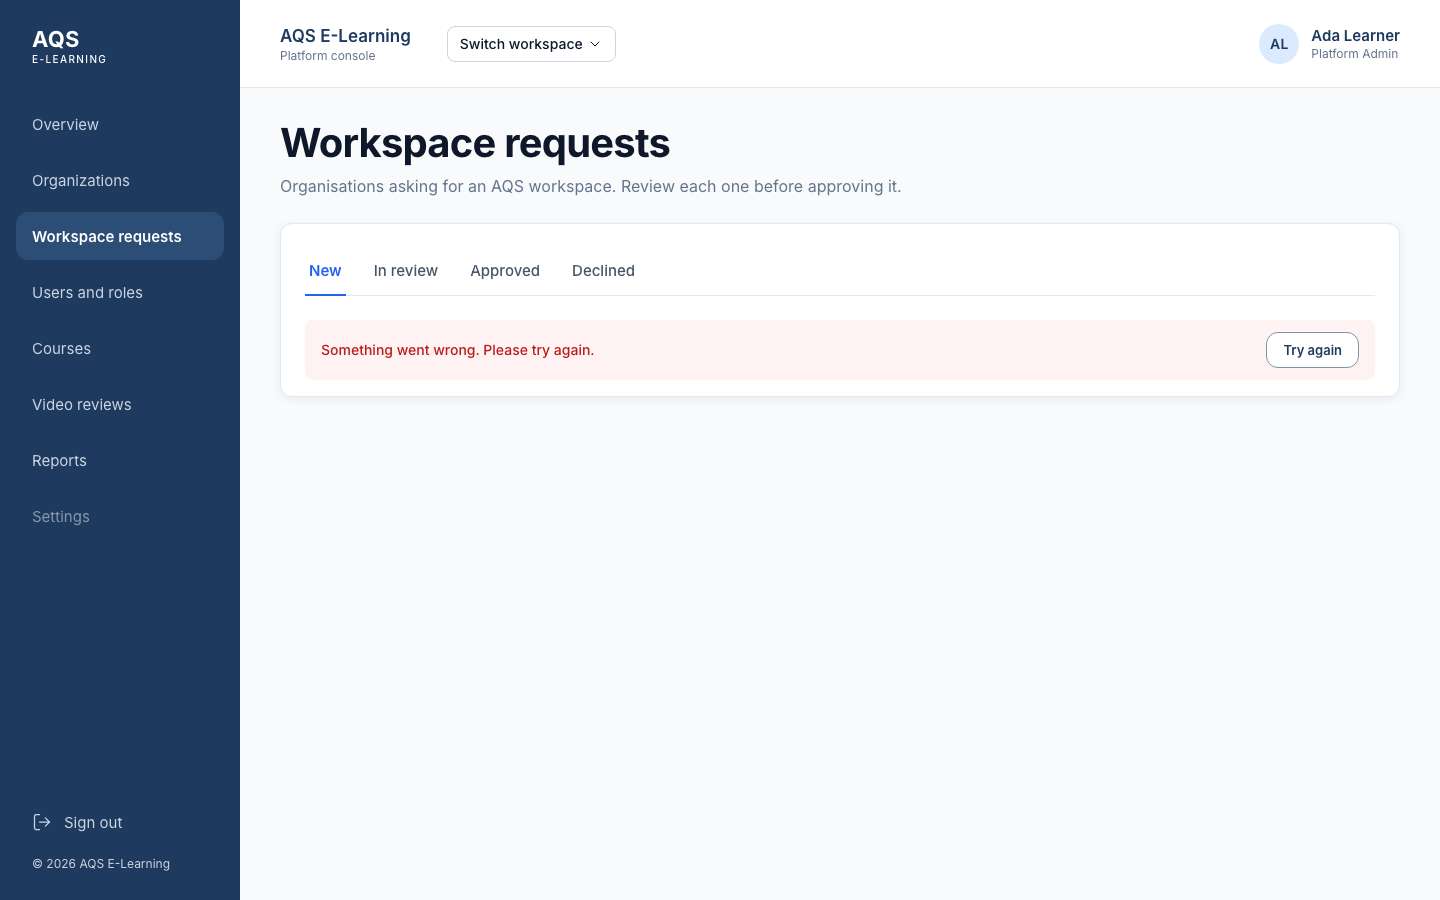 AQS
E-LEARNING
Overview
Organizations
Workspace requests
Users and roles
Courses
Video reviews
Reports
Settings
Sign out
© 2026 AQS E-Learning
AQS E-Learning
Platform console
Switch workspace
AL
Ada Learner
Platform Admin
Workspace requests
Organisations asking for an AQS workspace. Review each one before approving it.
New
In review
Approved
Declined
Something went wrong. Please try again.
Try again